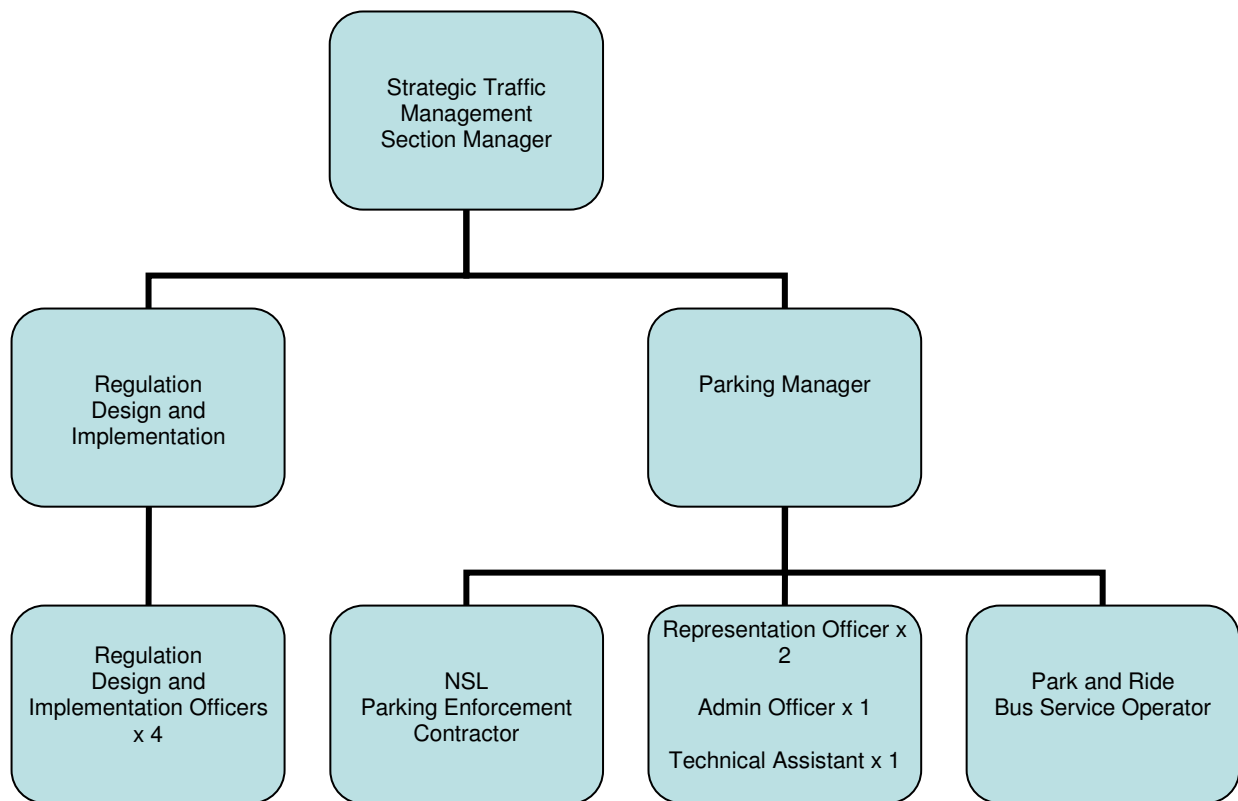 Strategic Traffic
Management
Section Manager
Regulation
Design and
Implementation
Parking Manager
Regulation
Design and
Implementation Officers
x 4
NSL
Parking Enforcement
Contractor
Representation Officer x
2
Admin Officer x 1
Technical Assistant x 1
Park and Ride
Bus Service Operator